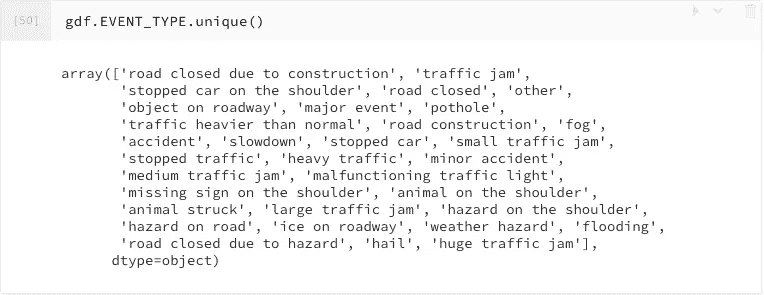 [50] gdf.EVENT_TYPE.unique()
array(['road closed due to construction', 'traffic jam',
'stopped car on the shoulder', 'road closed', 'other',
'object on roadway', 'major event', 'pothole',
'traffic heavier than normal', 'road construction', 'fog',
'accident', 'slowdown', 'stopped car', 'small traffic jam',
'stopped traffic', 'heavy traffic', 'minor accident',
'medium traffic jam', 'malfunctioning traffic light',
'missing sign on the shoulder', 'animal on the shoulder',
'animal struck', 'large traffic jam', 'hazard on the shoulder',
'hazard on road', 'ice on roadway', 'weather hazard', 'flooding',
'road closed due to hazard', 'hail', 'huge traffic jam'],
dtype=object)